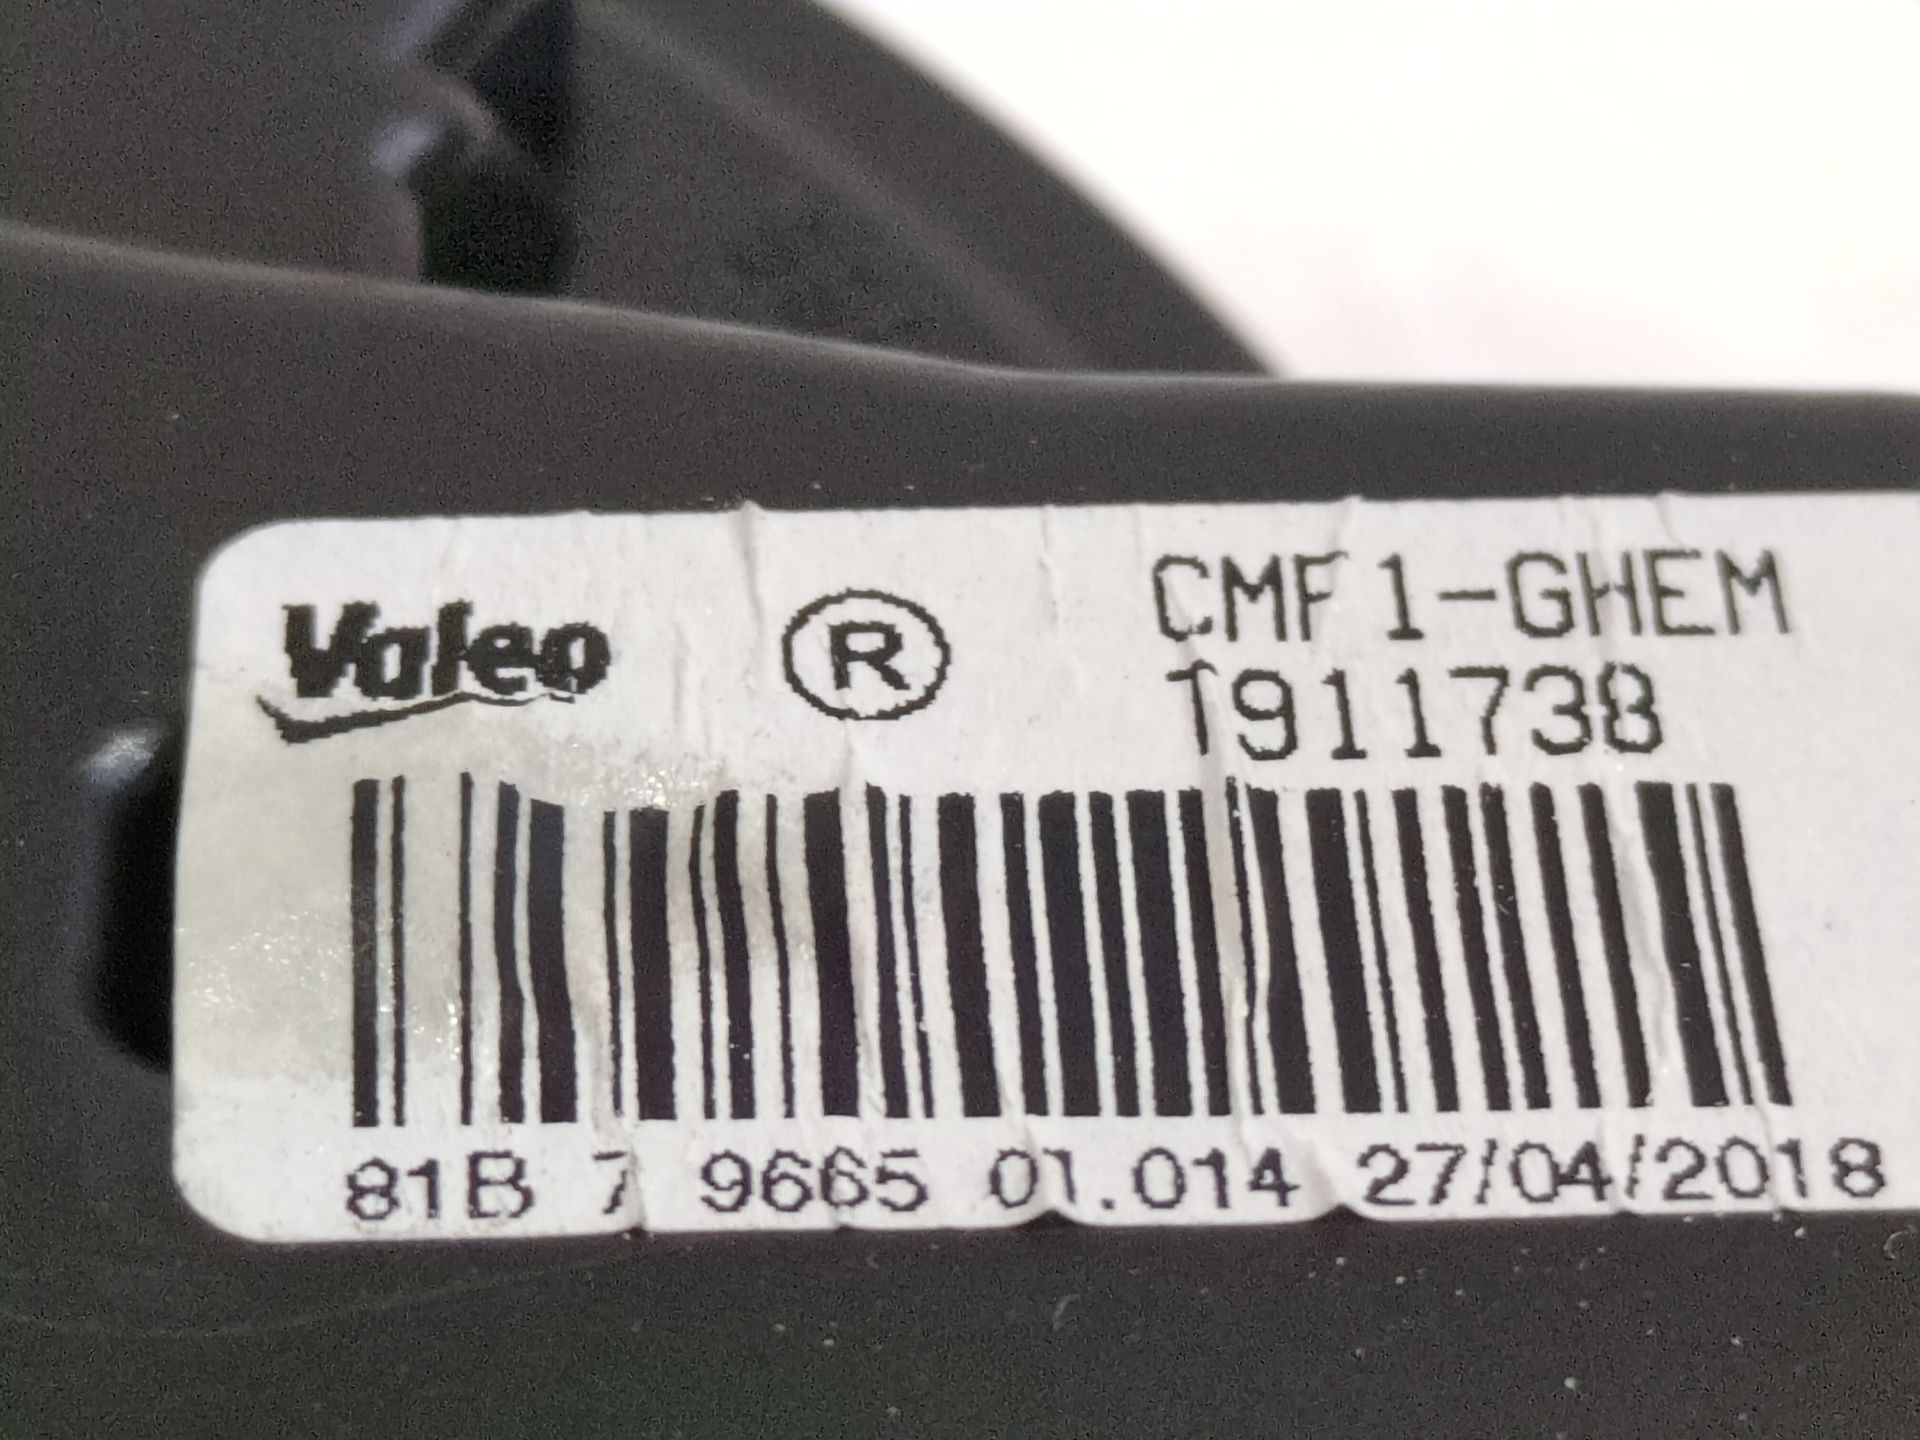 Valeo ® CMF1-GHEM
T911738
81B 7 9665 01.014 27/04/2018